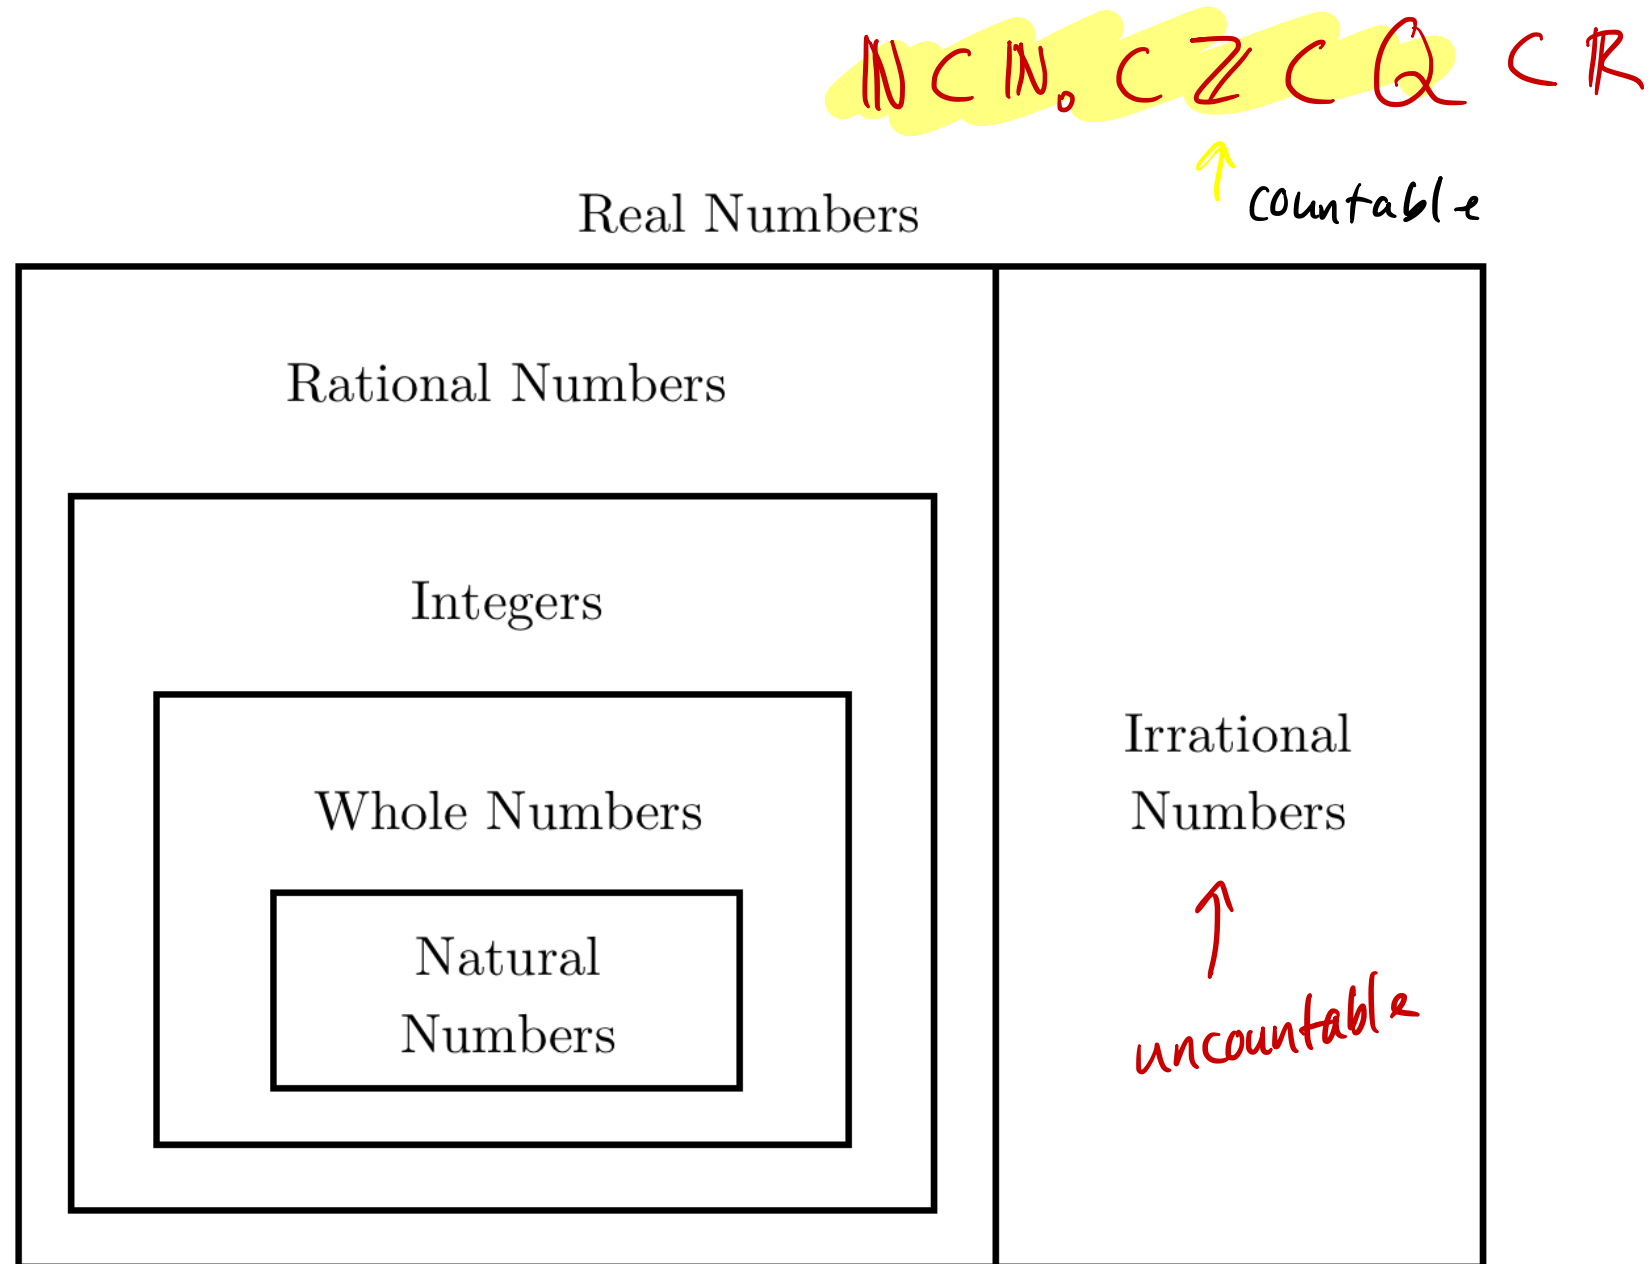 ℕ ⊂ ℕ₀ ⊂ ℤ ⊂ ℚ ⊂ ℝ
countable
Real Numbers
Rational Numbers
Integers
Whole Numbers
Natural
Numbers
Irrational
Numbers
uncountable